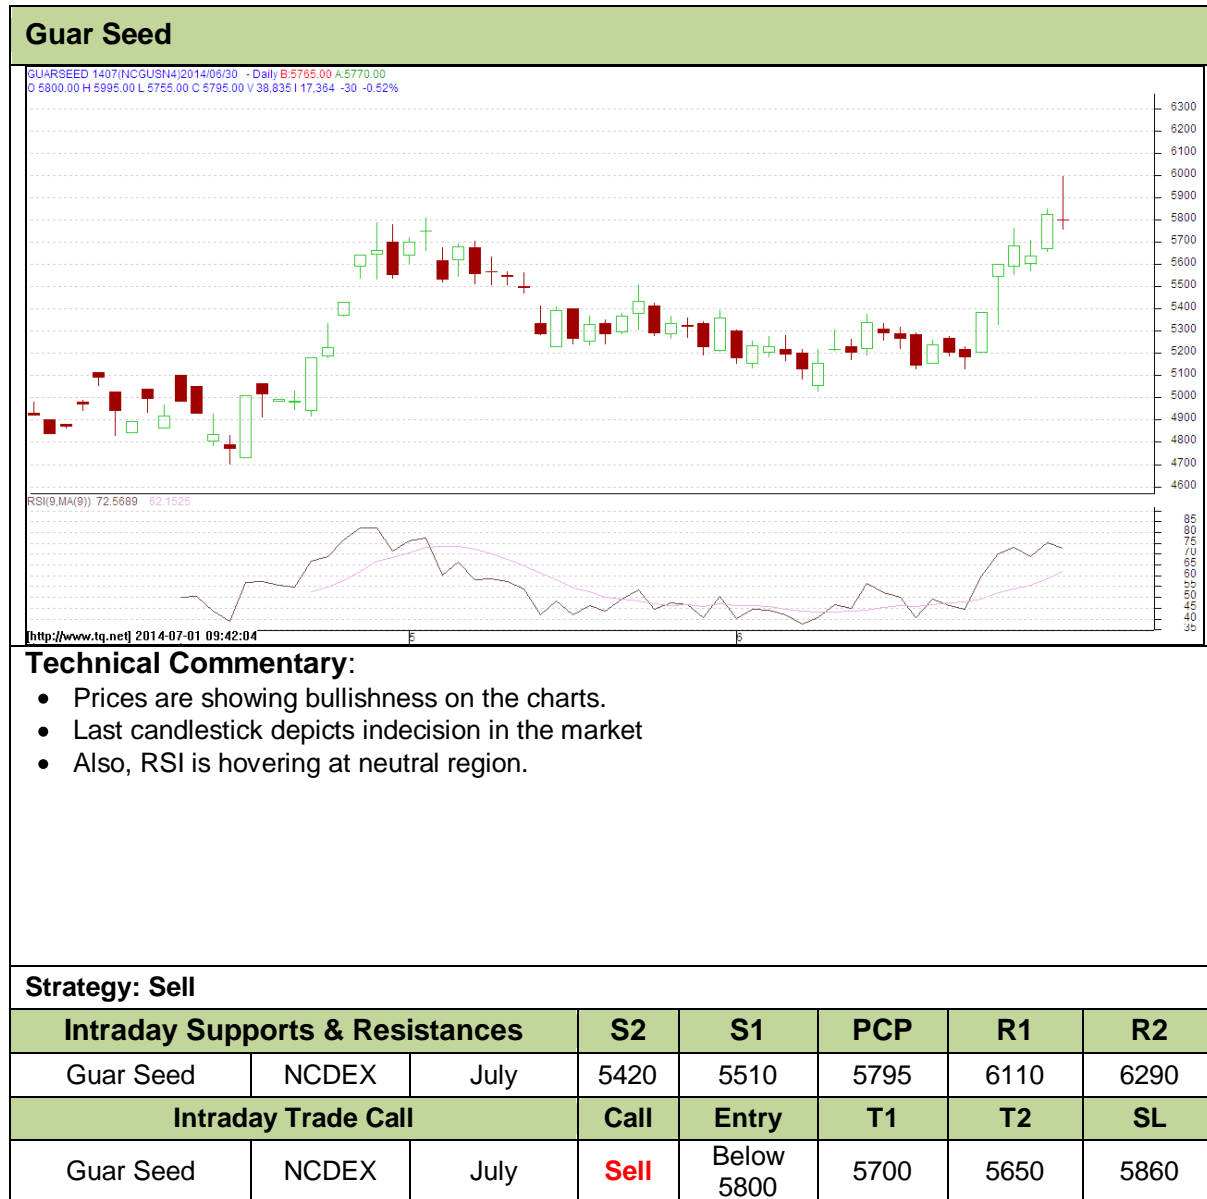 Guar Seed
GUARSEED 1407(NCGUSN4)2014/06/30 - Daily B:5765.00 A:5770.00
O 5800.00 H 5995.00 L 5755.00 C 5795.00 V 38,835 I 17,364 -30 -0.52%
6300
6200
6100
6000
5900
5800
5700
5600
5500
5400
5300
5200
5100
5000
4900
4800
4700
4600
RSI(9,MA(9)) 72.5689 62.1525
85
80
75
70
65
60
55
50
45
40
35
[http://www.tq.net] 2014-07-01 09:42:04 5 6
Technical Commentary:
• Prices are showing bullishness on the charts.
• Last candlestick depicts indecision in the market
• Also, RSI is hovering at neutral region.
Strategy: Sell
Intraday Supports & Resistances S2 S1 PCP R1 R2
Guar Seed NCDEX July 5420 5510 5795 6110 6290
Intraday Trade Call Call Entry T1 T2 SL
Guar Seed NCDEX July Sell Below 5800 5700 5650 5860